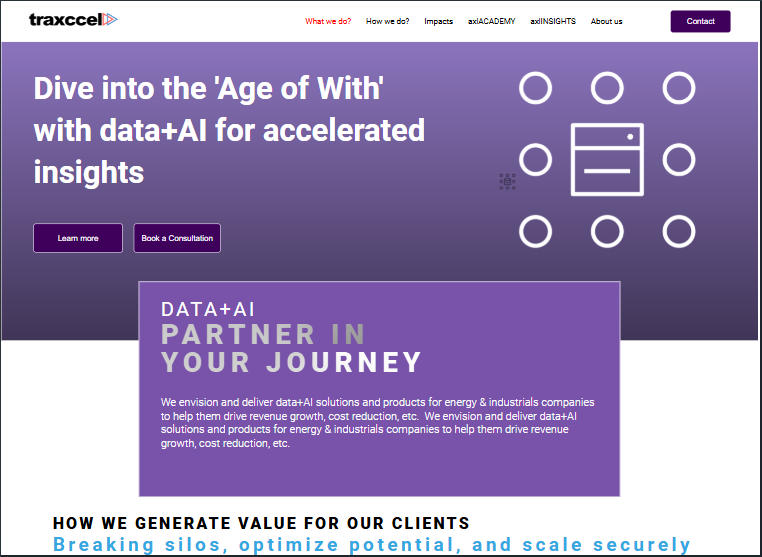 traxccel
What we do?
How we do?
Impacts
axlACADEMY
axlINSIGHTS
About us
Contact
Dive into the 'Age of With'
with data+AI for accelerated
insights
Learn more
Book a Consultation
DATA+AI
PARTNER IN
YOUR JOURNEY
We envision and deliver data+AI solutions and products for energy & industrials companies
to help them drive revenue growth, cost reduction, etc.  We envision and deliver data+AI
solutions and products for energy & industrials companies to help them drive revenue
growth, cost reduction, etc.
HOW WE GENERATE VALUE FOR OUR CLIENTS
Breaking silos, optimize potential, and scale securely